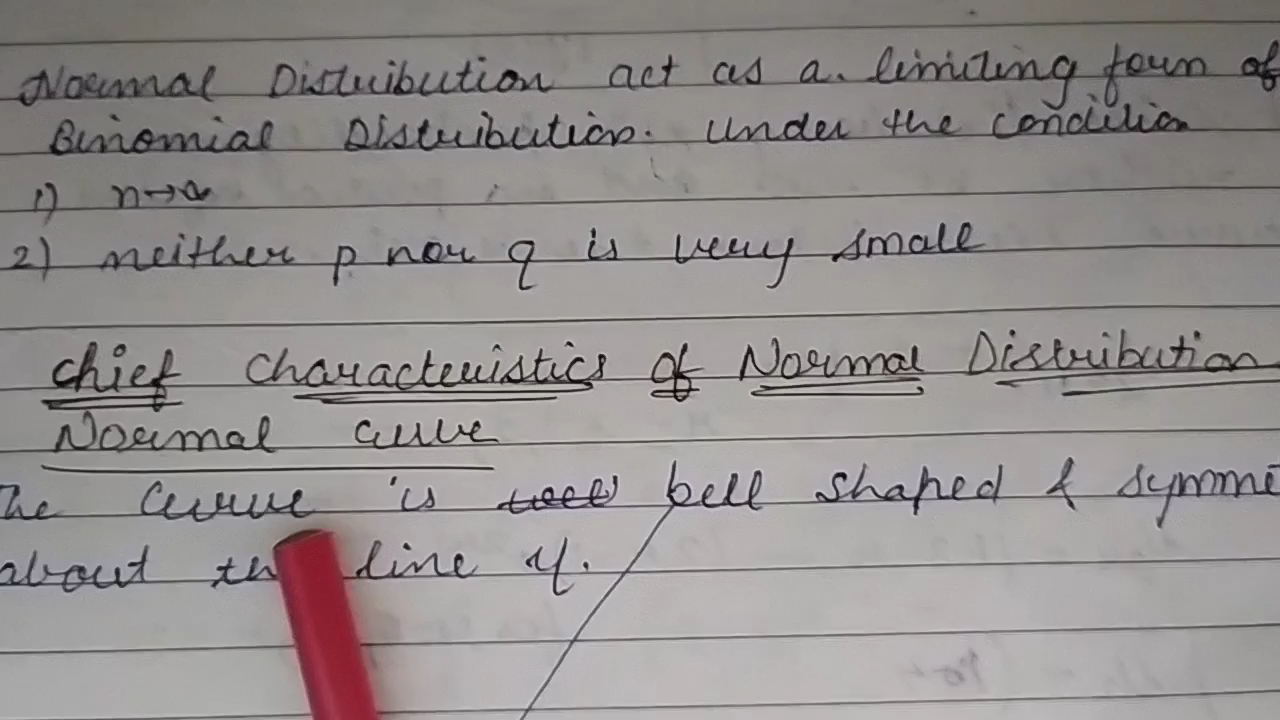 Normal Distribution act as a. limiting form of
Binomial Distribution. Under the condition
1) n→∝
2) neither p nor q is very small
Chief Characteristics of Normal Distribution
Normal curve
The Curve is bell shaped & symme
about the line y.